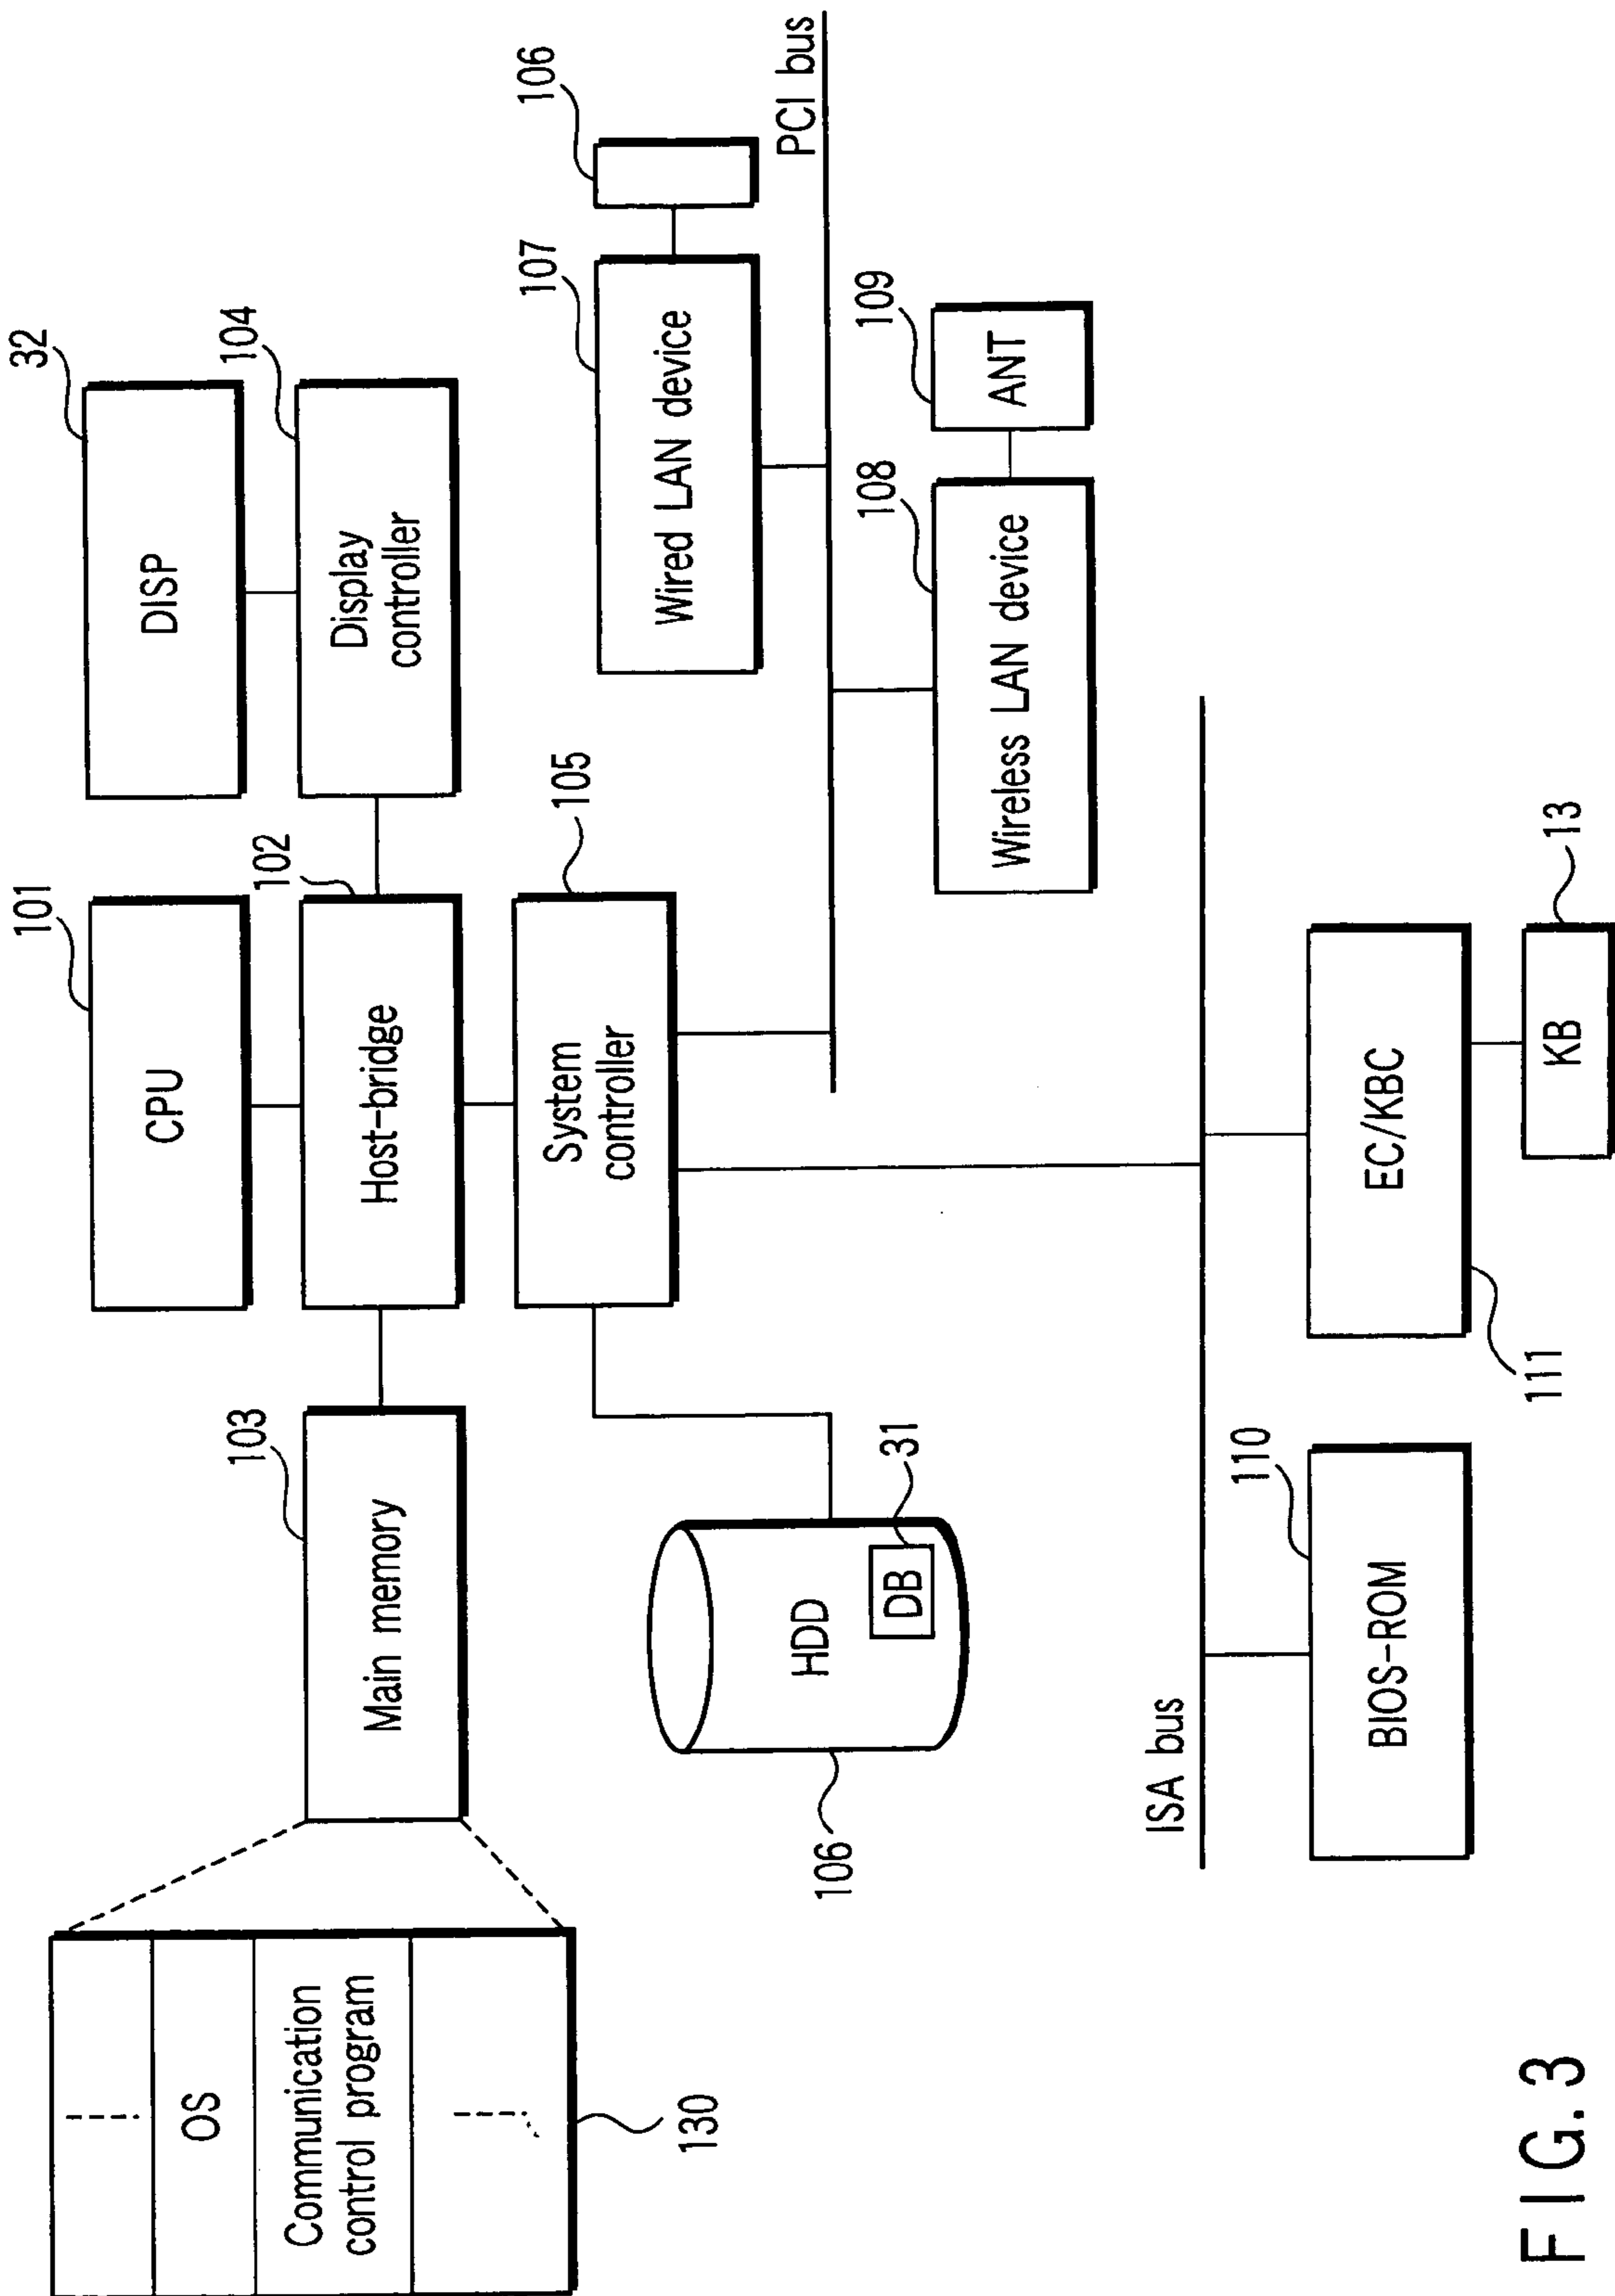 32
101
DISP
CPU
104
102
103
OS
Communication
control program
Main memory
Host-bridge
Display
controller
130
106
107
105
System
controller
Wired LAN device
PCI bus
HDD
31
DB
106
108
109
Wireless LAN device
ANT
ISA bus
110
BIOS-ROM
EC/KBC
111
13
KB
FIG. 3